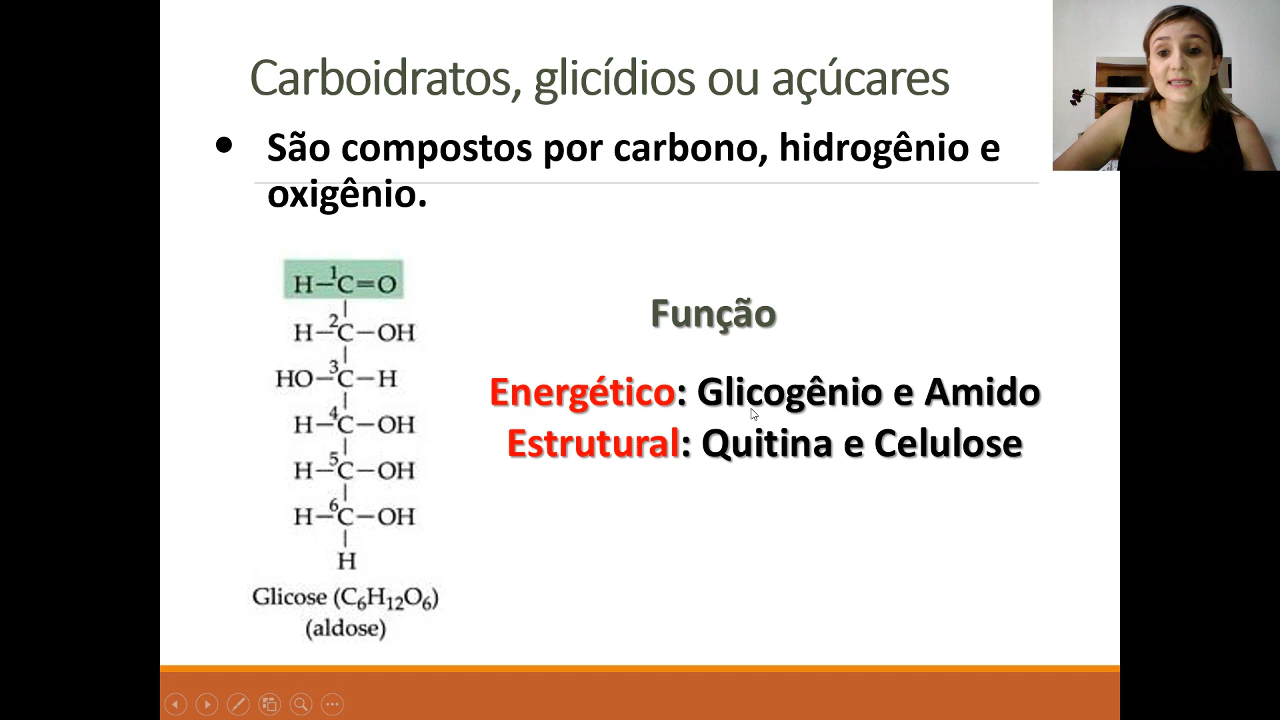 Carboidratos, glicídios ou açúcares
• São compostos por carbono, hidrogênio e
oxigênio.
H–¹C=O
H–²C–OH
HO–³C–H
H–⁴C–OH
H–⁵C–OH
H–⁶C–OH
H
Glicose (C₆H₁₂O₆)
(aldose)
Função
Energético: Glicogênio e Amido
Estrutural: Quitina e Celulose